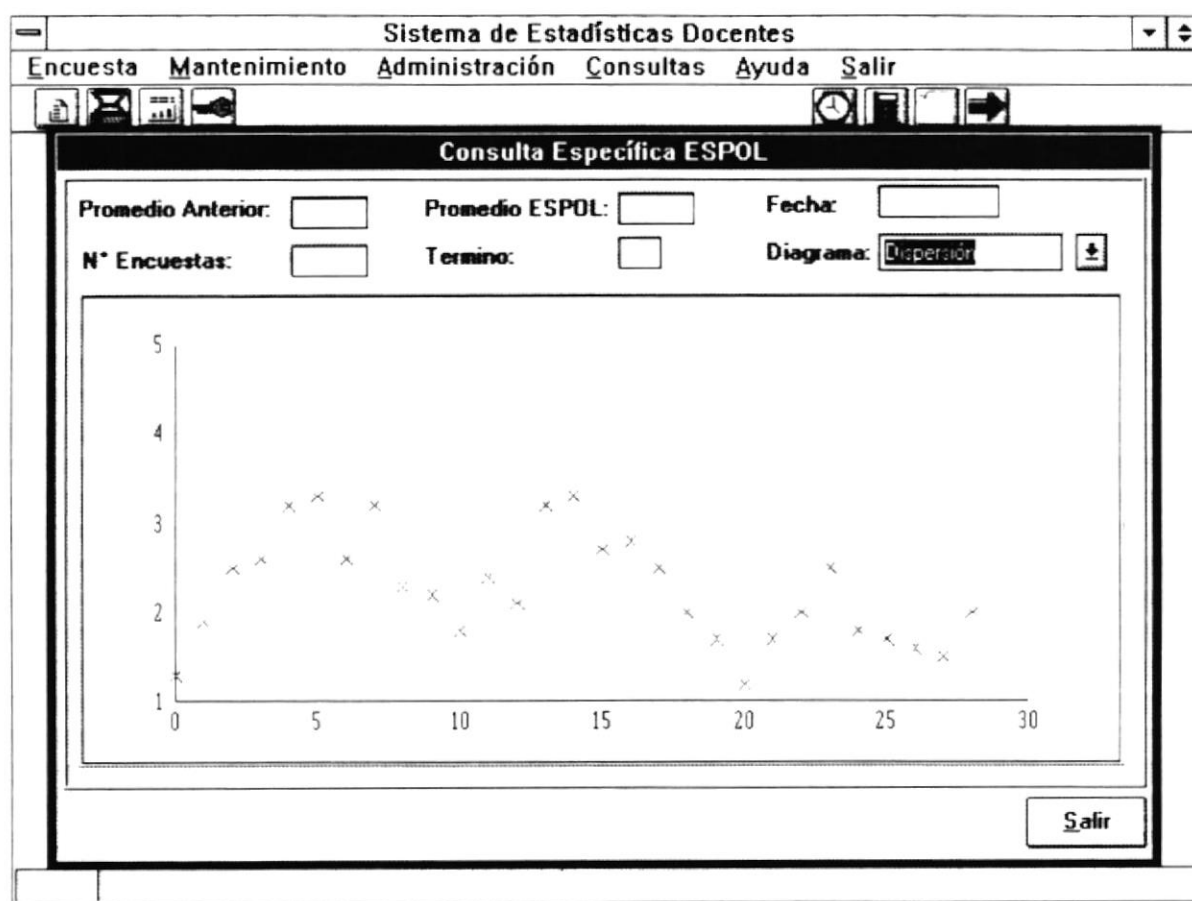 Sistema de Estadísticas Docentes
Encuesta Mantenimiento Administración Consultas Ayuda Salir
Consulta Específica ESPOL
Promedio Anterior: Promedio ESPOL: Fecha:
N° Encuestas: Termino: Diagrama: Dispersión
5
4
3
2
1
0 5 10 15 20 25 30
Salir